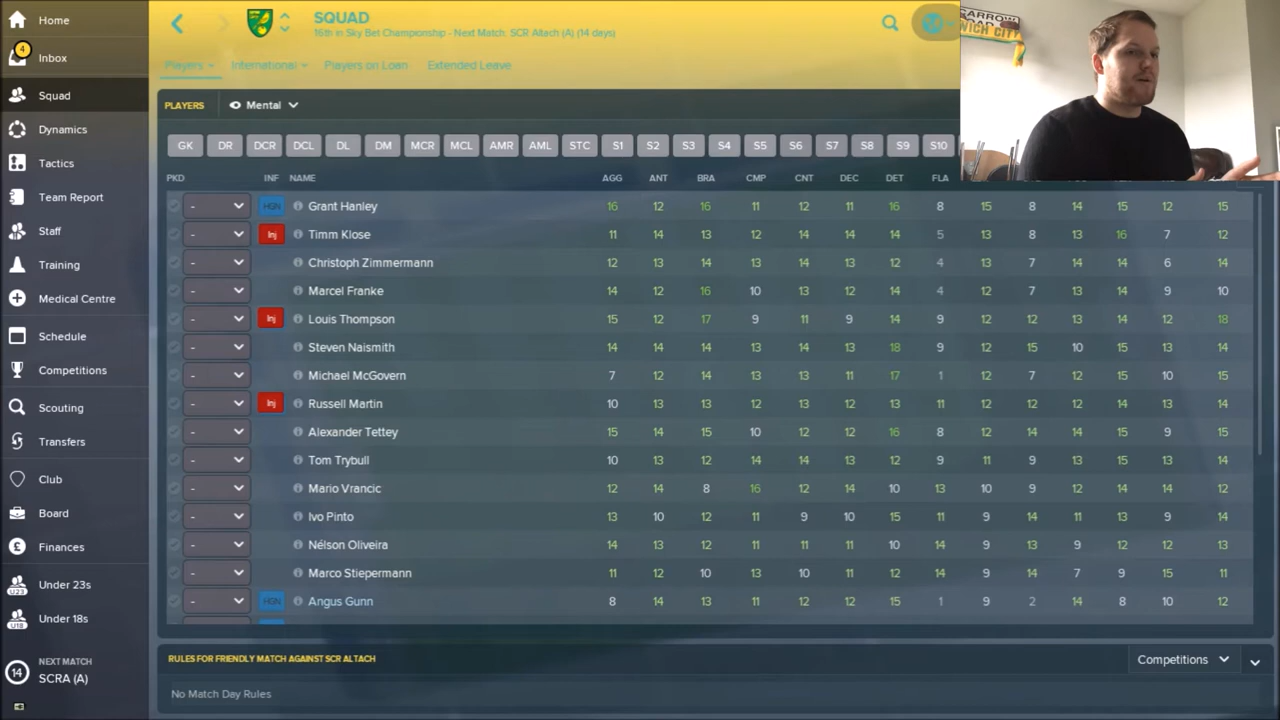 Home
4
Inbox
Squad
Dynamics
Tactics
Team Report
Staff
Training
Medical Centre
Schedule
Competitions
Scouting
Transfers
Club
Board
Finances
U23
Under 23s
U18
Under 18s
14
NEXT MATCH
SCRA (A)
SQUAD
16th in Sky Bet Championship - Next Match: SCR Altach (A) (14 days)
Players
International
Players on Loan
Extended Leave
PLAYERS
Mental
GK DR DCR DCL DL DM MCR MCL AMR AML STC S1 S2 S3 S4 S5 S6 S7 S8 S9 S10
PKD INF NAME AGG ANT BRA CMP CNT DEC DET FLA
- HGN Grant Hanley 16 12 16 11 12 11 16 8 15 8 14 15 12 15
- Inj Timm Klose 11 14 13 12 14 14 14 5 13 8 13 16 7 12
- Christoph Zimmermann 12 13 14 13 14 13 12 4 13 7 14 14 6 14
- Marcel Franke 14 12 16 10 13 12 14 4 12 7 13 14 9 10
- Inj Louis Thompson 15 12 17 9 11 9 14 9 12 12 13 14 12 18
- Steven Naismith 14 14 14 13 14 13 18 9 12 15 10 15 13 14
- Michael McGovern 7 12 14 13 13 11 17 1 12 7 12 15 10 15
- Inj Russell Martin 10 13 13 12 13 12 13 11 12 12 12 14 13 14
- Alexander Tettey 15 14 15 10 12 12 16 8 12 14 14 15 9 15
- Tom Trybull 10 13 12 14 14 13 12 9 11 9 13 15 13 14
- Mario Vrancic 12 14 8 16 12 14 10 13 10 9 12 14 14 12
- Ivo Pinto 13 10 12 11 9 10 15 11 9 14 11 13 9 14
- Nélson Oliveira 14 13 12 11 11 11 10 14 9 13 9 12 12 13
- Marco Stiepermann 11 12 10 13 10 11 12 14 9 14 7 9 15 11
- HGN Angus Gunn 8 14 13 11 12 12 15 1 9 2 14 8 10 12
RULES FOR FRIENDLY MATCH AGAINST SCR ALTACH
Competitions
No Match Day Rules